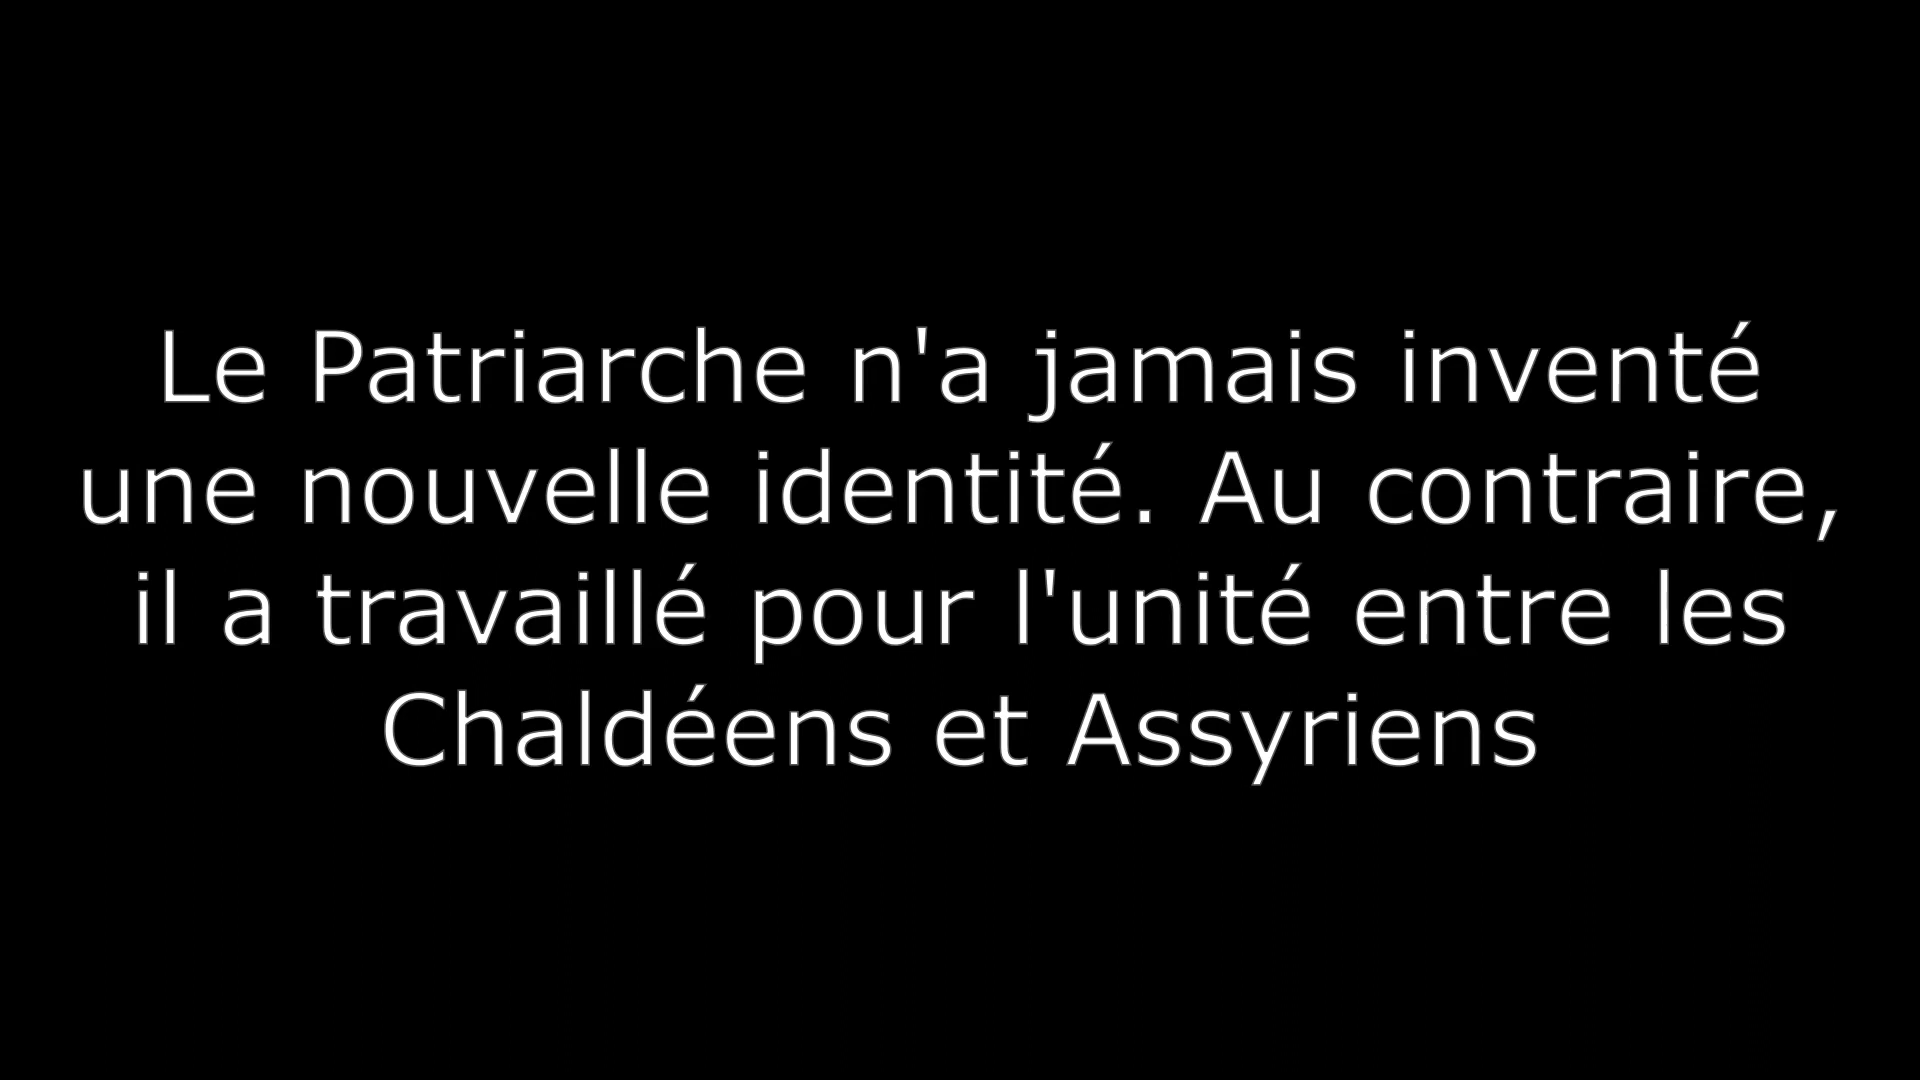 Le Patriarche n'a jamais inventé
une nouvelle identité. Au contraire,
il a travaillé pour l'unité entre les
Chaldéens et Assyriens